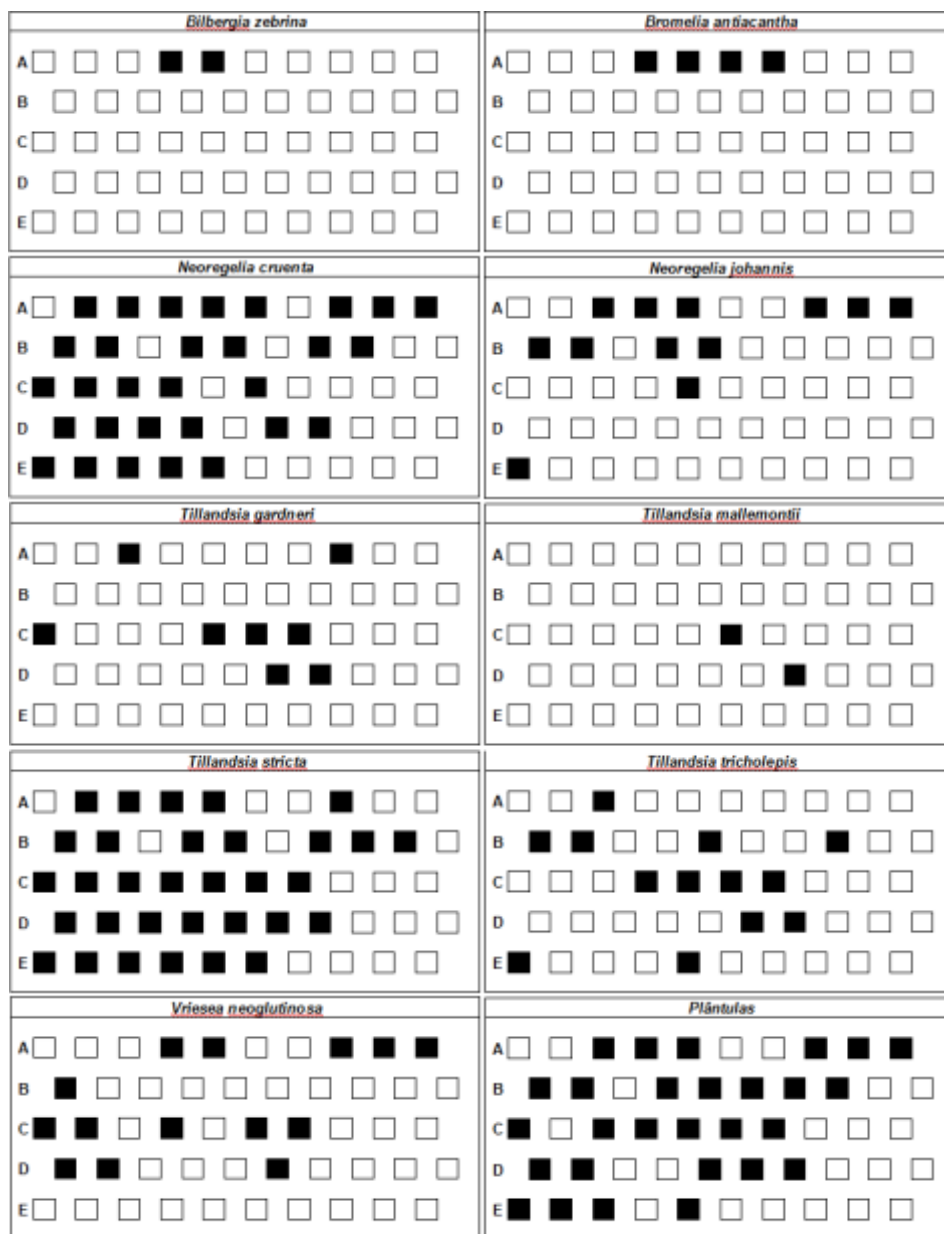 Bilbergia zebrina
A
B
C
D
E
Bromelia antiacantha
A
B
C
D
E
Neoregelia cruenta
A
B
C
D
E
Neoregelia johannis
A
B
C
D
E
Tillandsia gardneri
A
B
C
D
E
Tillandsia mallemontii
A
B
C
D
E
Tillandsia stricta
A
B
C
D
E
Tillandsia tricholepis
A
B
C
D
E
Vriesea neoglutinosa
A
B
C
D
E
Plântulas
A
B
C
D
E